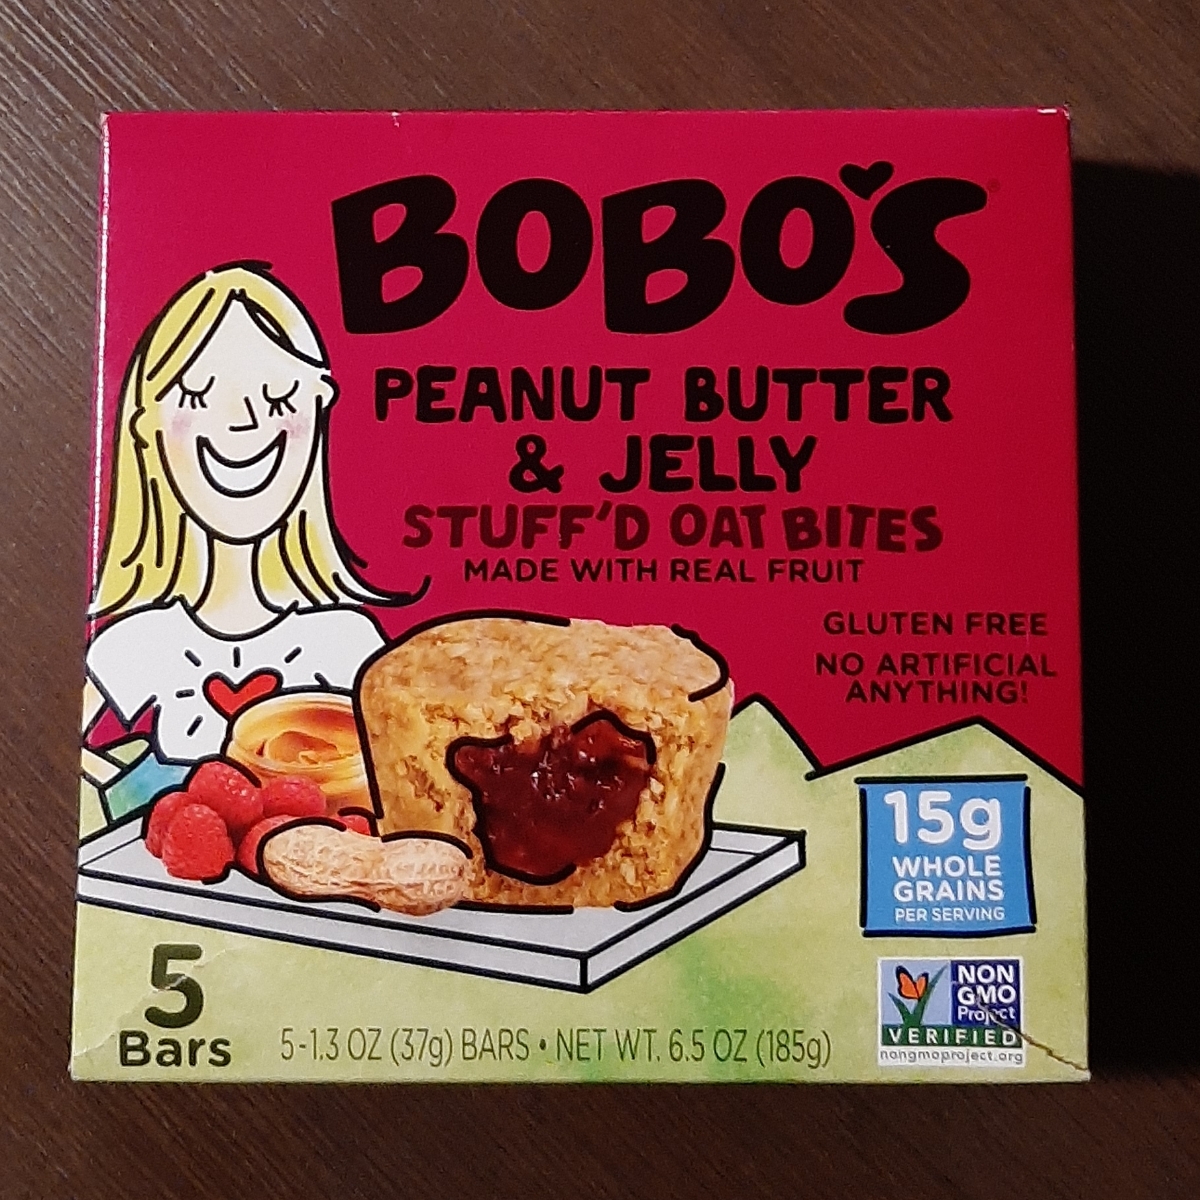 BOBO'S
PEANUT BUTTER
& JELLY
STUFF'D OAT BITES
MADE WITH REAL FRUIT
GLUTEN FREE
NO ARTIFICIAL
ANYTHING!
15g
WHOLE
GRAINS
PER SERVING
NON
GMO
Project
VERIFIED
nongmoproject.org
5
Bars
5-1.3 OZ (37g) BARS • NET WT. 6.5 OZ (185g)